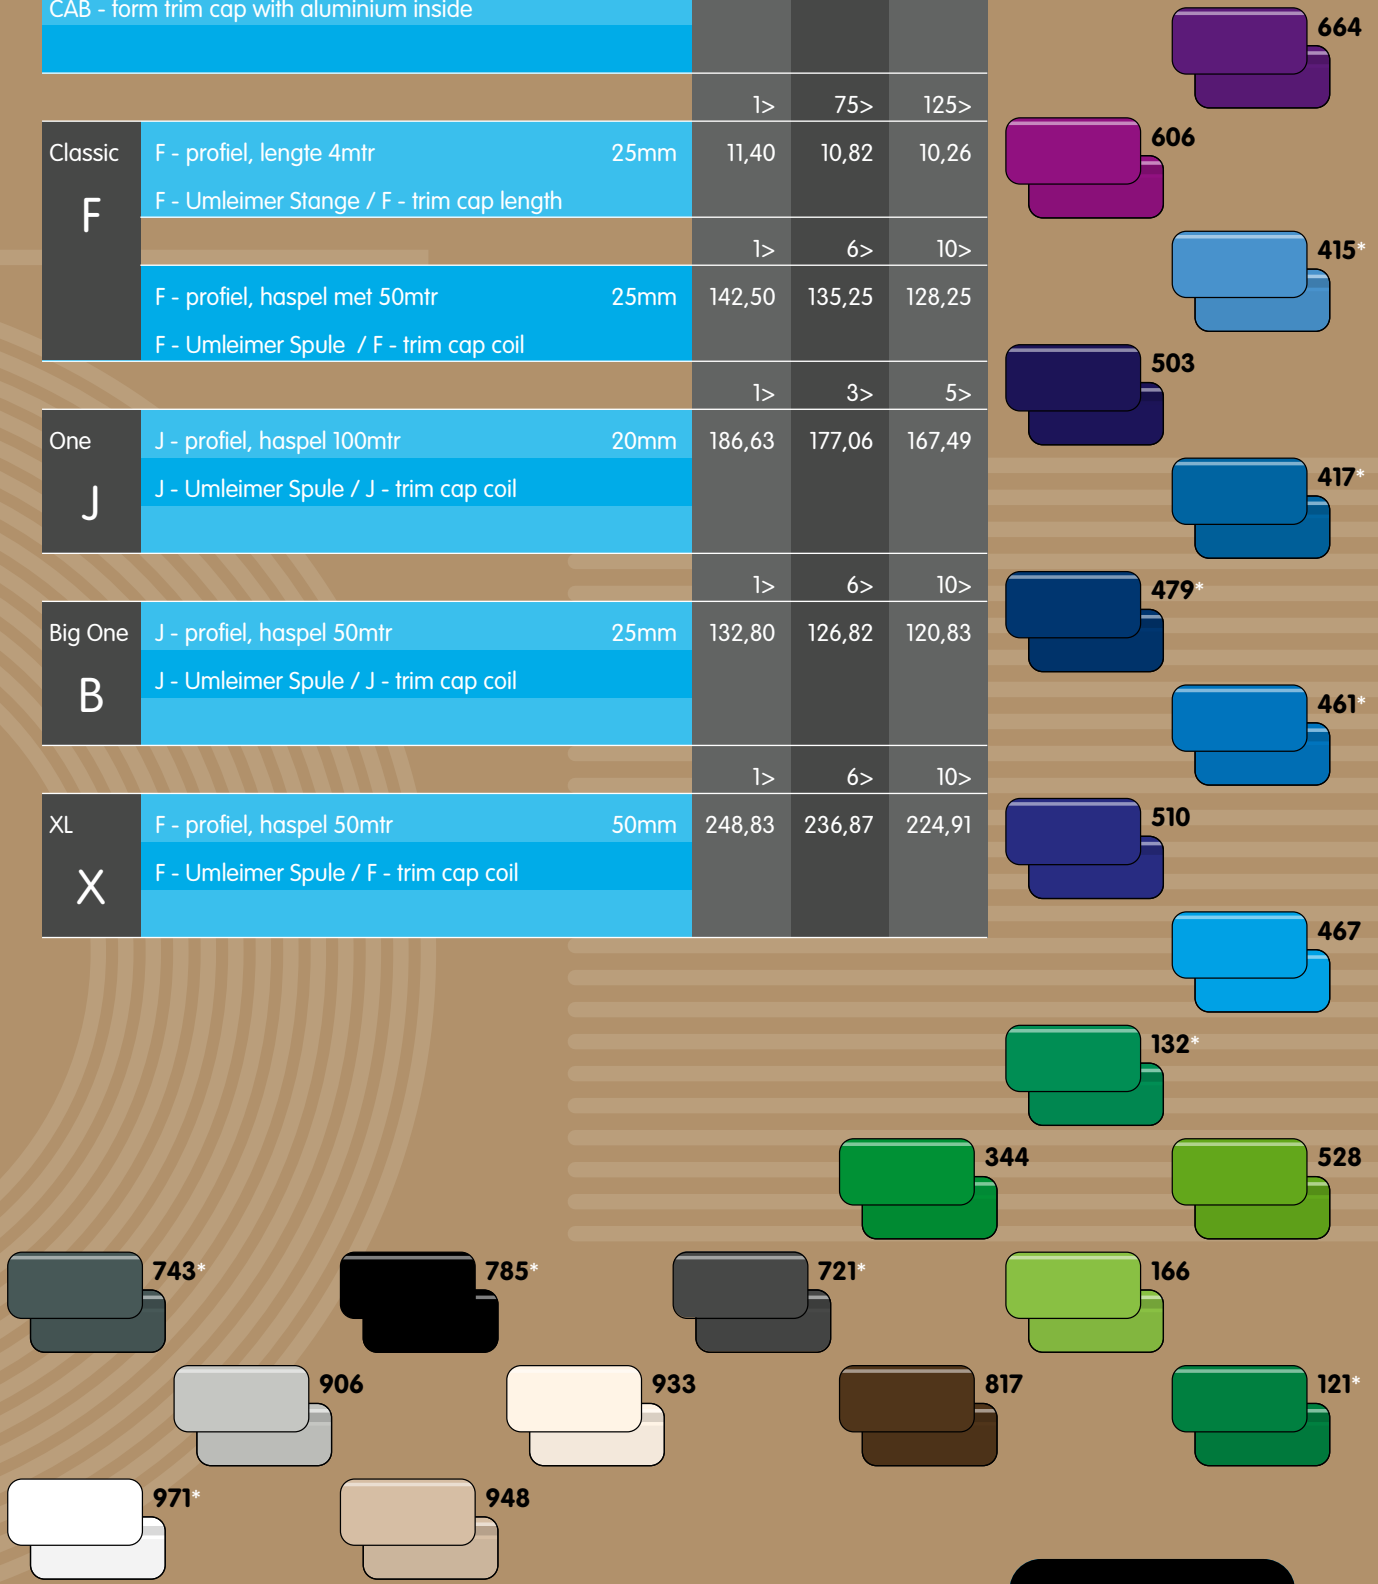 CAB - form trim cap with aluminium inside
1> 75> 125>
Classic F - profiel, lengte 4mtr 25mm 11,40 10,82 10,26
F
F - Umleimer Stange / F - trim cap length
1> 6> 10>
F - profiel, haspel met 50mtr 25mm 142,50 135,25 128,25
F - Umleimer Spule / F - trim cap coil
1> 3> 5>
One J - profiel, haspel 100mtr 20mm 186,63 177,06 167,49
J
J - Umleimer Spule / J - trim cap coil
1> 6> 10>
Big One J - profiel, haspel 50mtr 25mm 132,80 126,82 120,83
B
J - Umleimer Spule / J - trim cap coil
1> 6> 10>
XL F - profiel, haspel 50mtr 50mm 248,83 236,87 224,91
X
F - Umleimer Spule / F - trim cap coil
664
606
415*
503
417*
479*
461*
510
467
132*
344 528
743* 785* 721* 166
906 933 817 121*
971* 948